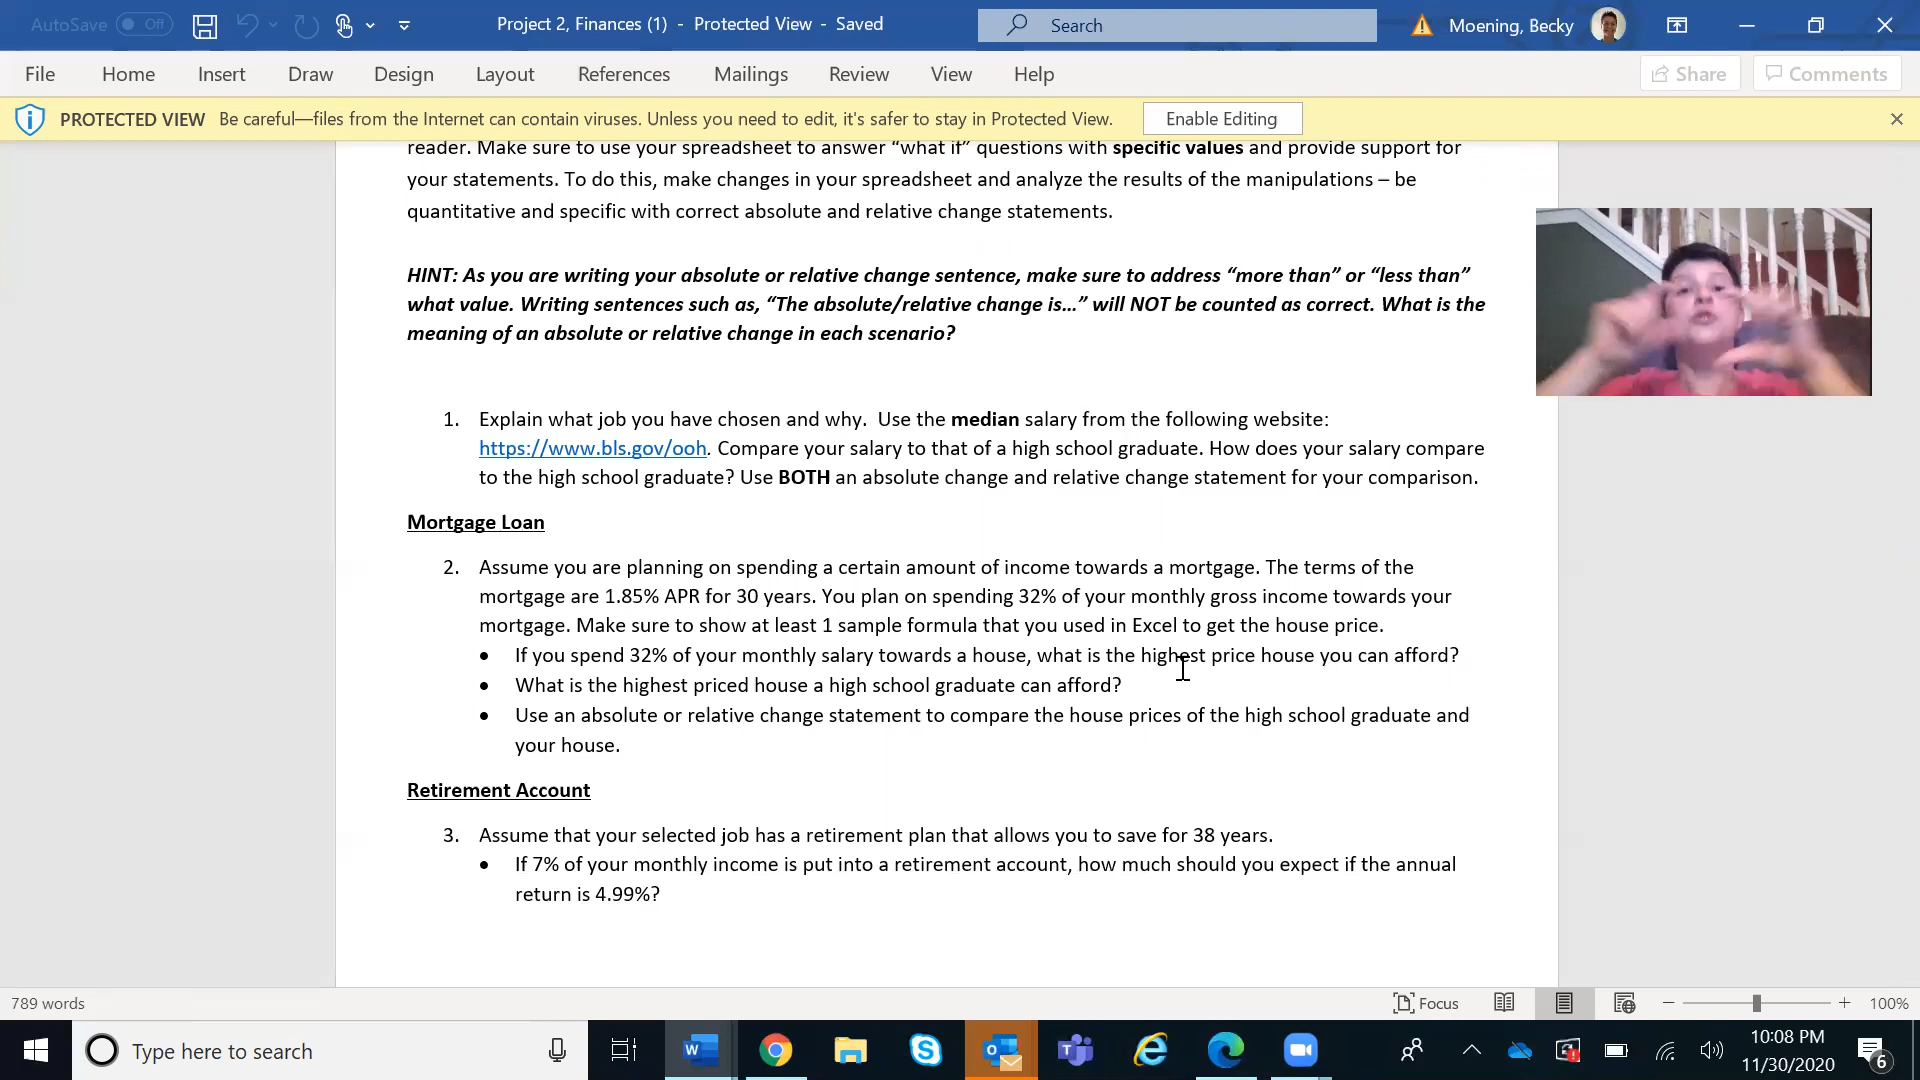 AutoSave Off Project 2, Finances (1) - Protected View - Saved Search Moening, Becky
File Home Insert Draw Design Layout References Mailings Review View Help Share Comments
PROTECTED VIEW Be careful—files from the Internet can contain viruses. Unless you need to edit, it's safer to stay in Protected View. Enable Editing
reader. Make sure to use your spreadsheet to answer “what if” questions with specific values and provide support for
your statements. To do this, make changes in your spreadsheet and analyze the results of the manipulations – be
quantitative and specific with correct absolute and relative change statements.
HINT: As you are writing your absolute or relative change sentence, make sure to address “more than” or “less than”
what value. Writing sentences such as, “The absolute/relative change is…” will NOT be counted as correct. What is the
meaning of an absolute or relative change in each scenario?
1. Explain what job you have chosen and why. Use the median salary from the following website:
https://www.bls.gov/ooh. Compare your salary to that of a high school graduate. How does your salary compare
to the high school graduate? Use BOTH an absolute change and relative change statement for your comparison.
Mortgage Loan
2. Assume you are planning on spending a certain amount of income towards a mortgage. The terms of the
mortgage are 1.85% APR for 30 years. You plan on spending 32% of your monthly gross income towards your
mortgage. Make sure to show at least 1 sample formula that you used in Excel to get the house price.
• If you spend 32% of your monthly salary towards a house, what is the highest price house you can afford?
• What is the highest priced house a high school graduate can afford?
• Use an absolute or relative change statement to compare the house prices of the high school graduate and
your house.
Retirement Account
3. Assume that your selected job has a retirement plan that allows you to save for 38 years.
• If 7% of your monthly income is put into a retirement account, how much should you expect if the annual
return is 4.99%?
789 words Focus 100%
Type here to search 10:08 PM
11/30/2020 6